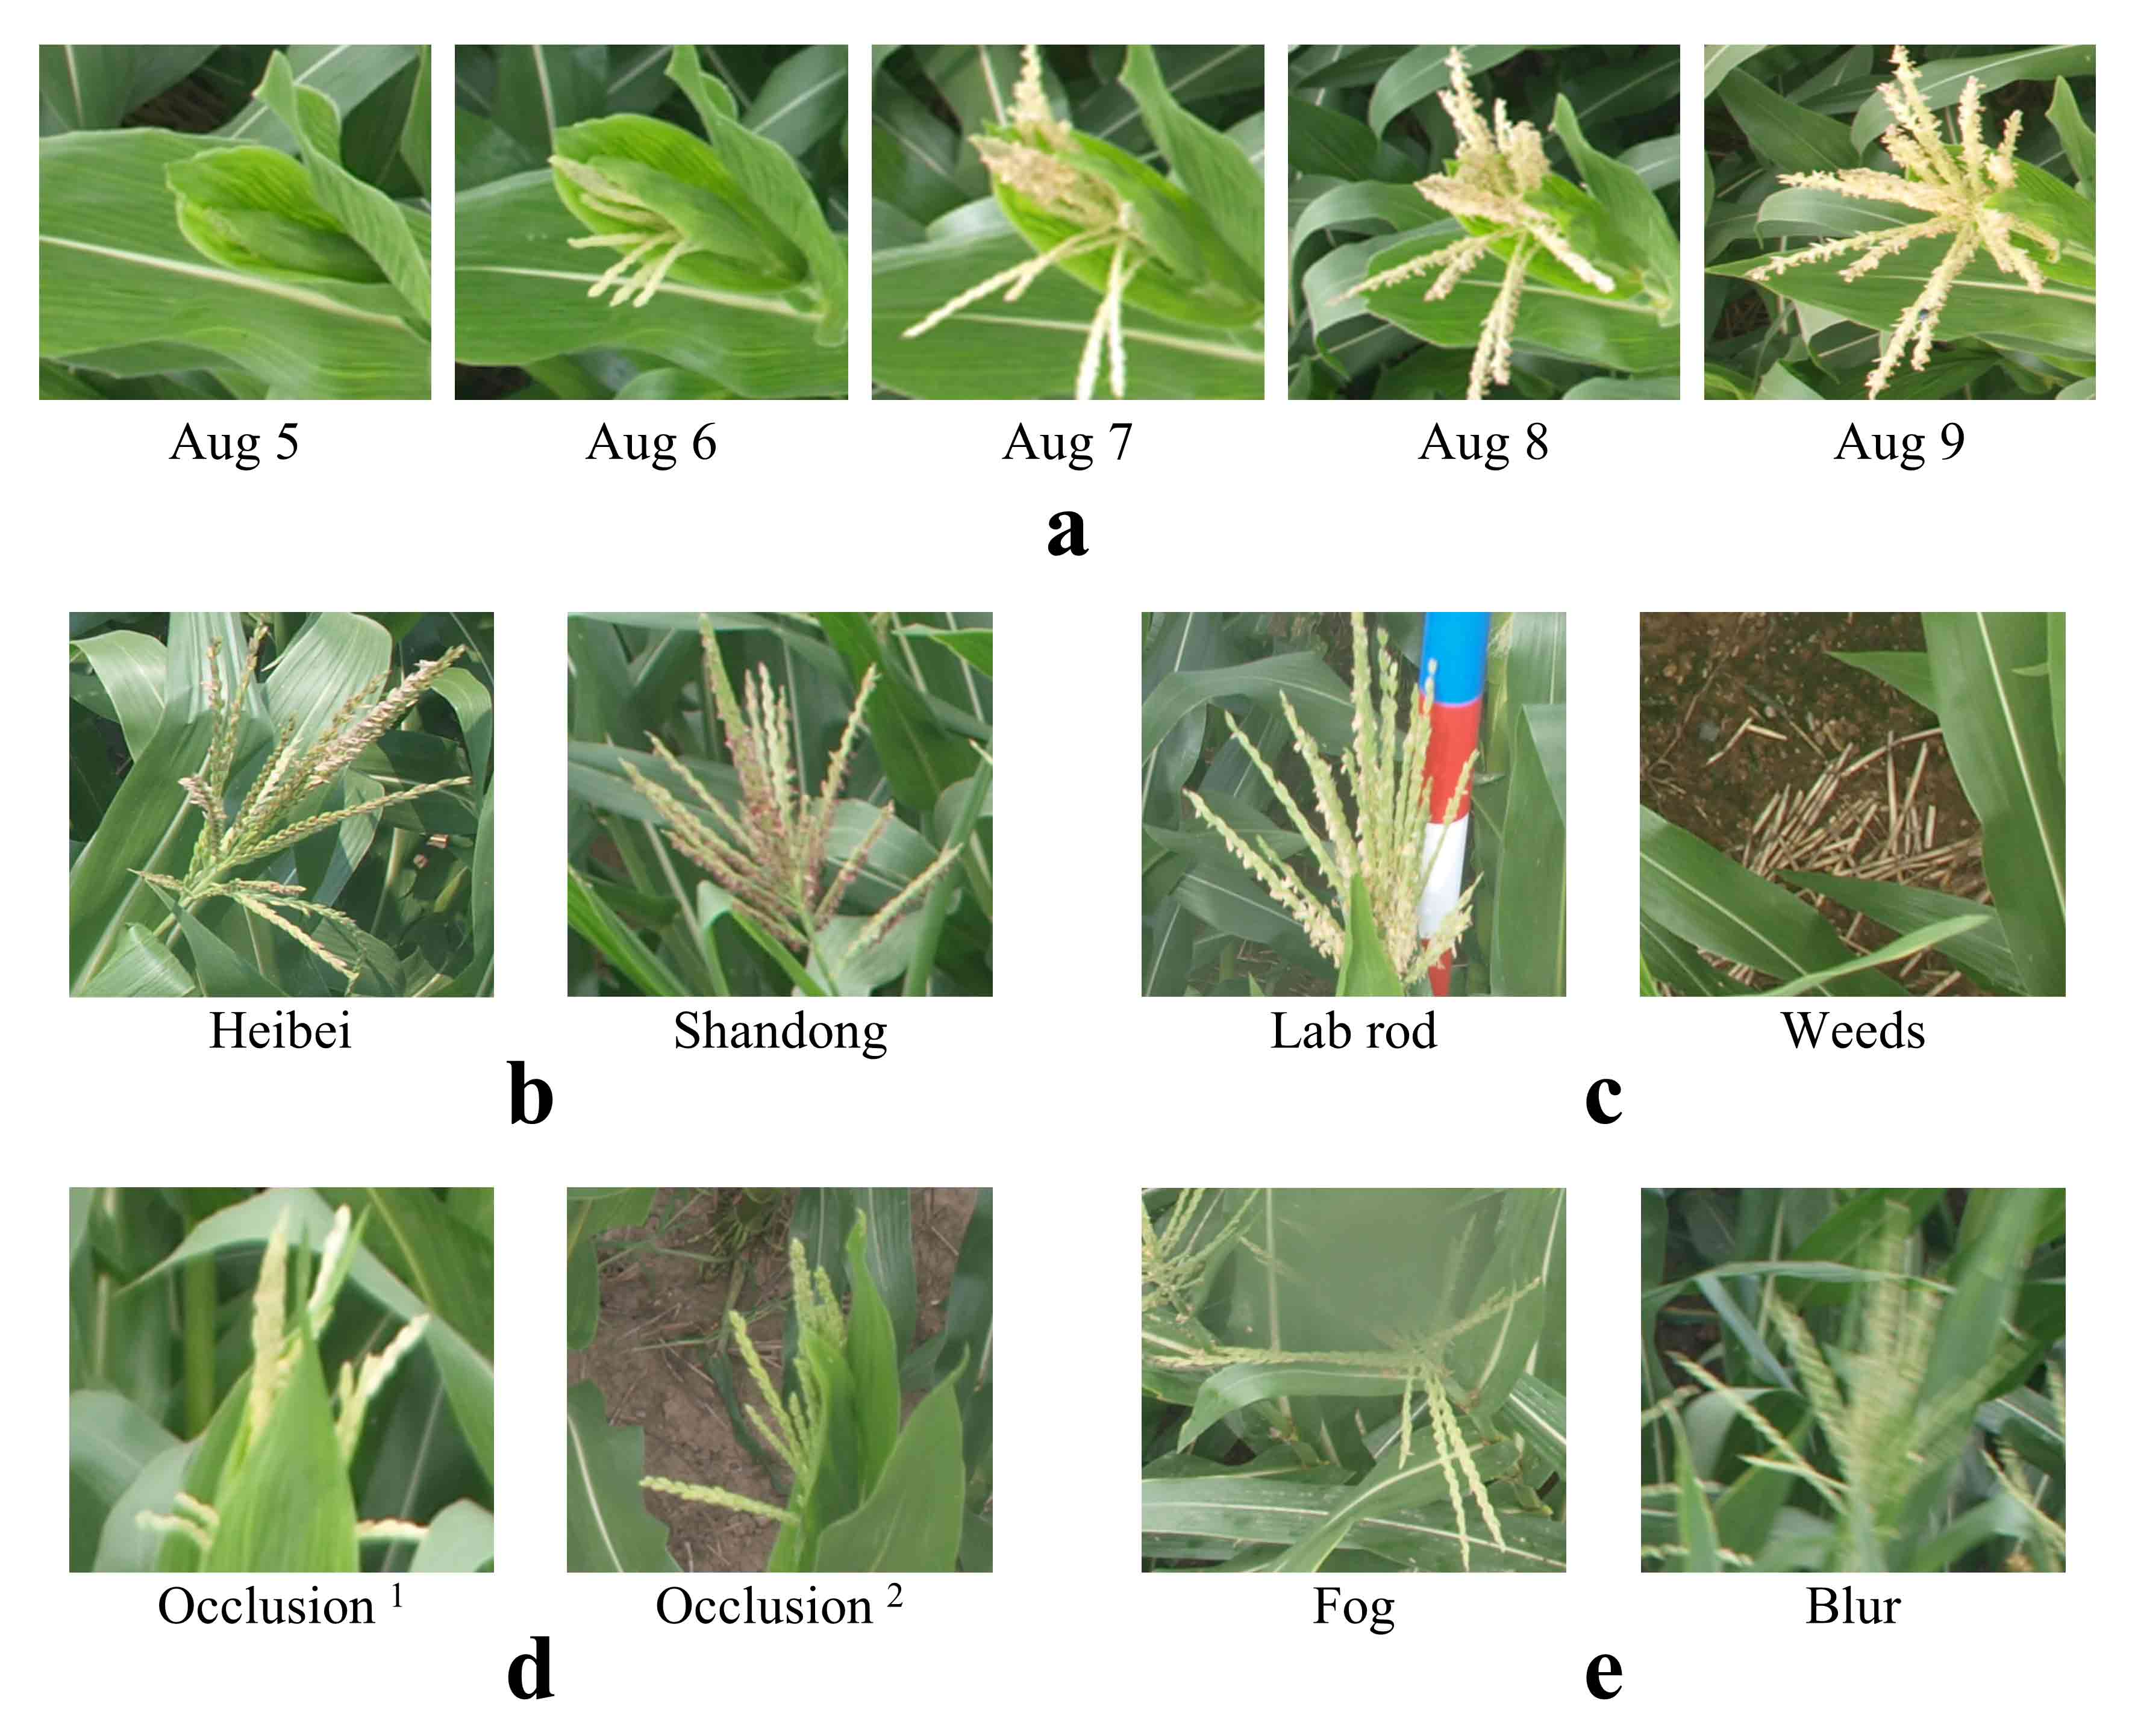 Aug 5
Aug 6
Aug 7
Aug 8
Aug 9
a
Heibei
Shandong
Lab rod
Weeds
b
c
Occlusion ¹
Occlusion ²
Fog
Blur
d
e